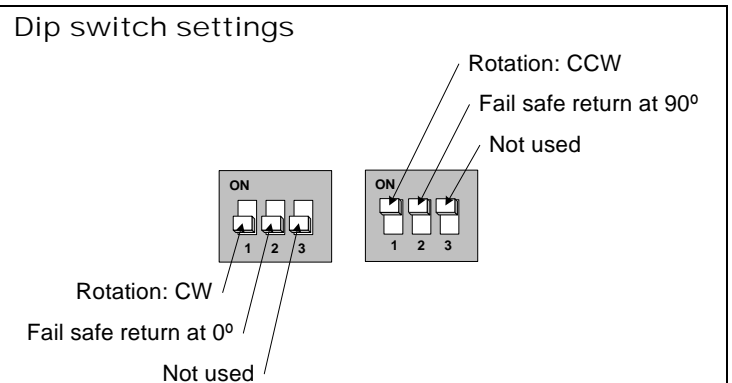 Dip switch settings
Rotation: CCW
Fail safe return at 90º
Not used
ON
1 2 3
ON
1 2 3
Rotation: CW
Fail safe return at 0º
Not used